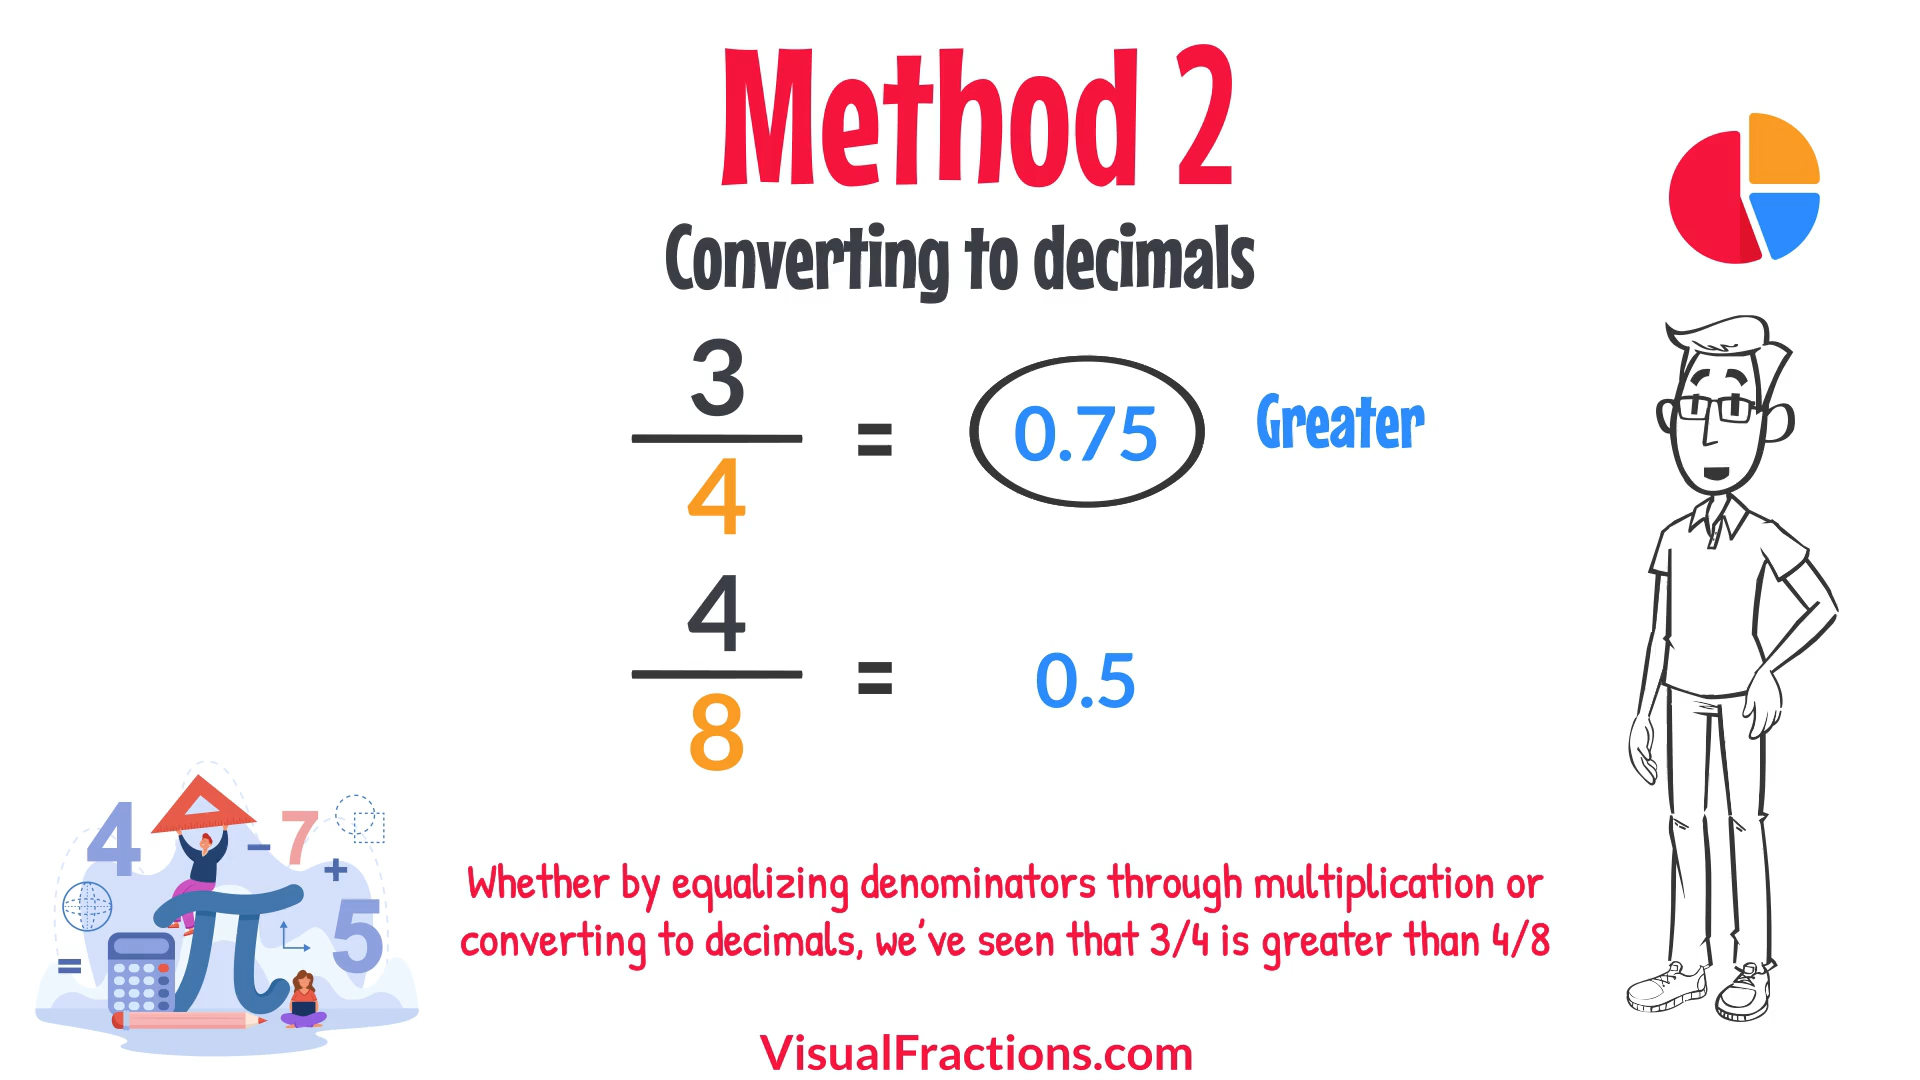 Method 2
Converting to decimals
3
4
=
0.75
Greater
4
8
=
0.5
4
- 7
+
5
=
π
Whether by equalizing denominators through multiplication or
converting to decimals, we've seen that 3/4 is greater than 4/8
VisualFractions.com